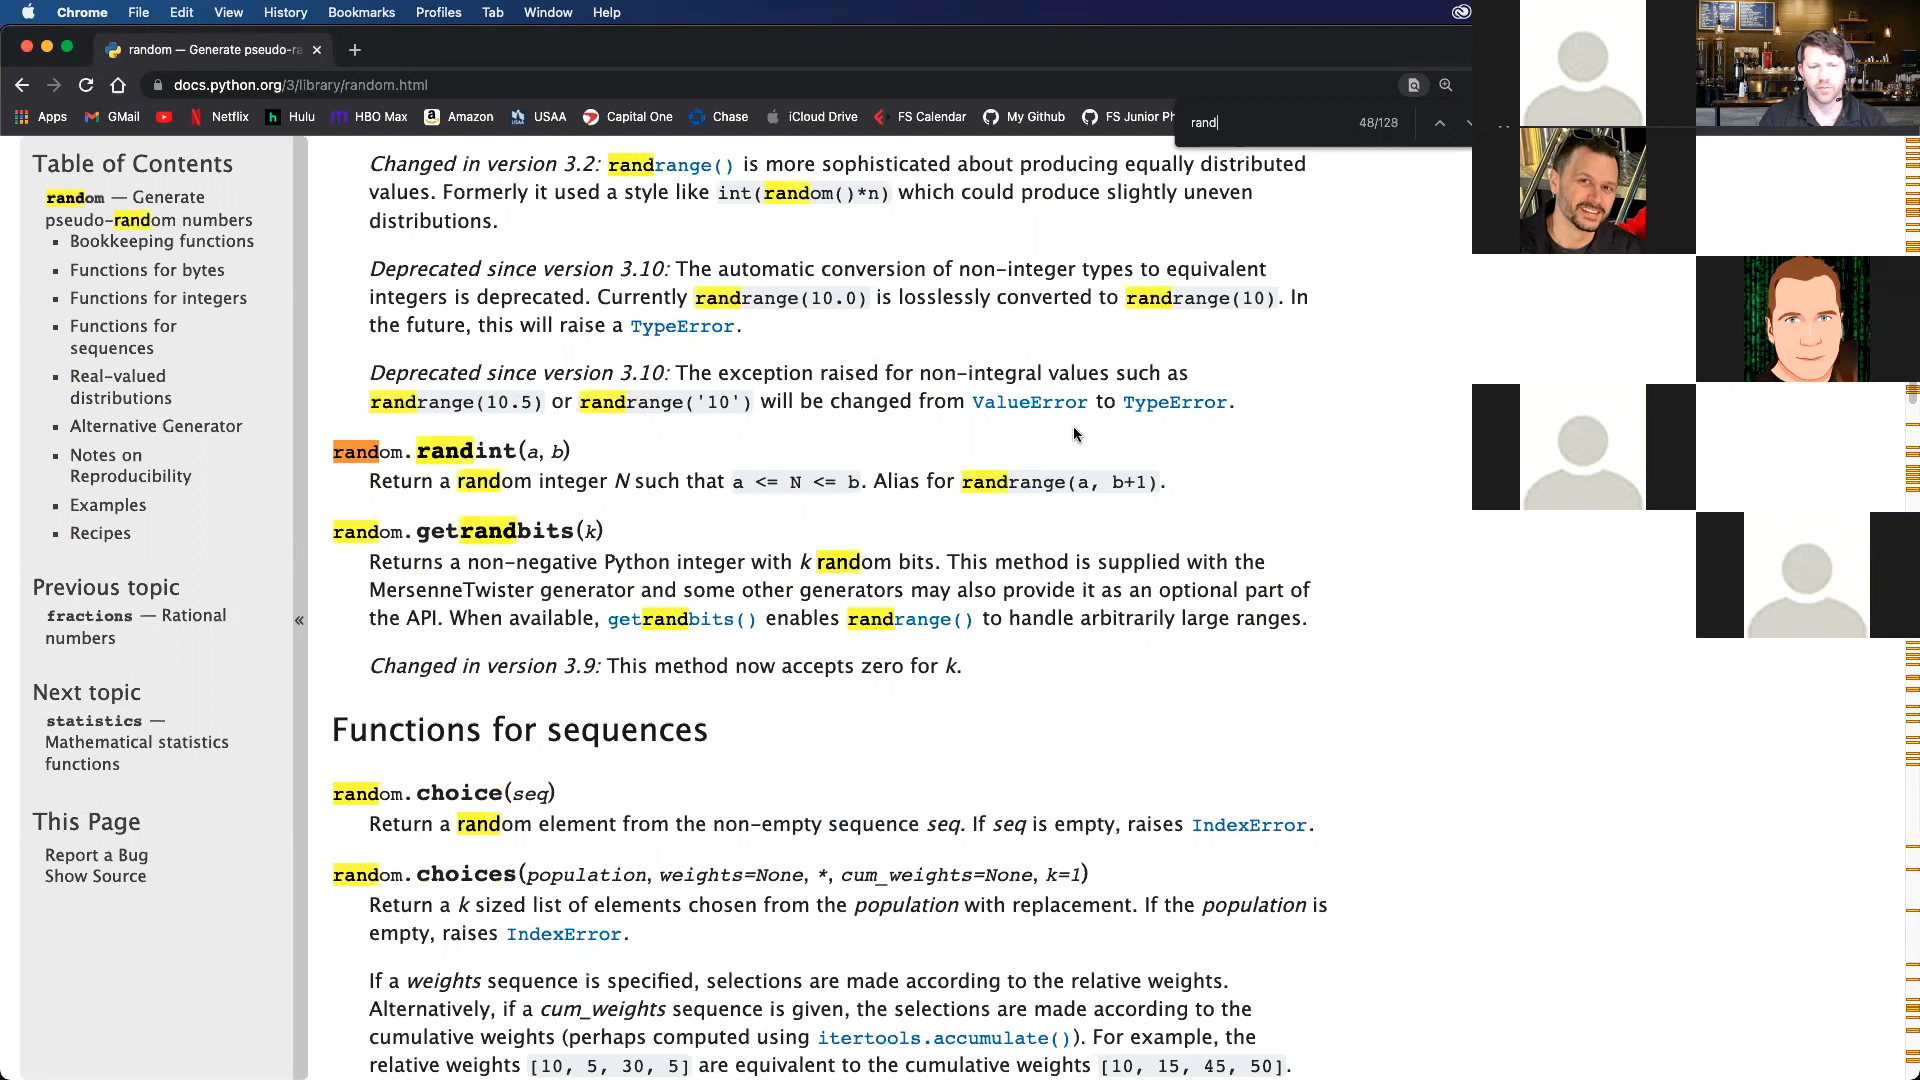 Chrome File Edit View History Bookmarks Profiles Tab Window Help
random — Generate pseudo-ra
docs.python.org/3/library/random.html
Apps GMail Netflix Hulu HBO Max Amazon USAA Capital One Chase iCloud Drive FS Calendar My Github FS Junior Ph
rand 48/128
Table of Contents
random — Generate
pseudo-random numbers
Bookkeeping functions
Functions for bytes
Functions for integers
Functions for
sequences
Real-valued
distributions
Alternative Generator
Notes on
Reproducibility
Examples
Recipes
Previous topic
fractions — Rational
numbers
Next topic
statistics —
Mathematical statistics
functions
This Page
Report a Bug
Show Source
«
Changed in version 3.2: randrange() is more sophisticated about producing equally distributed
values. Formerly it used a style like int(random()*n) which could produce slightly uneven
distributions.
Deprecated since version 3.10: The automatic conversion of non-integer types to equivalent
integers is deprecated. Currently randrange(10.0) is losslessly converted to randrange(10). In
the future, this will raise a TypeError.
Deprecated since version 3.10: The exception raised for non-integral values such as
randrange(10.5) or randrange('10') will be changed from ValueError to TypeError.
random.randint(a, b)
Return a random integer N such that a <= N <= b. Alias for randrange(a, b+1).
random.getrandbits(k)
Returns a non-negative Python integer with k random bits. This method is supplied with the
MersenneTwister generator and some other generators may also provide it as an optional part of
the API. When available, getrandbits() enables randrange() to handle arbitrarily large ranges.
Changed in version 3.9: This method now accepts zero for k.
Functions for sequences
random.choice(seq)
Return a random element from the non-empty sequence seq. If seq is empty, raises IndexError.
random.choices(population, weights=None, *, cum_weights=None, k=1)
Return a k sized list of elements chosen from the population with replacement. If the population is
empty, raises IndexError.
If a weights sequence is specified, selections are made according to the relative weights.
Alternatively, if a cum_weights sequence is given, the selections are made according to the
cumulative weights (perhaps computed using itertools.accumulate()). For example, the
relative weights [10, 5, 30, 5] are equivalent to the cumulative weights [10, 15, 45, 50].